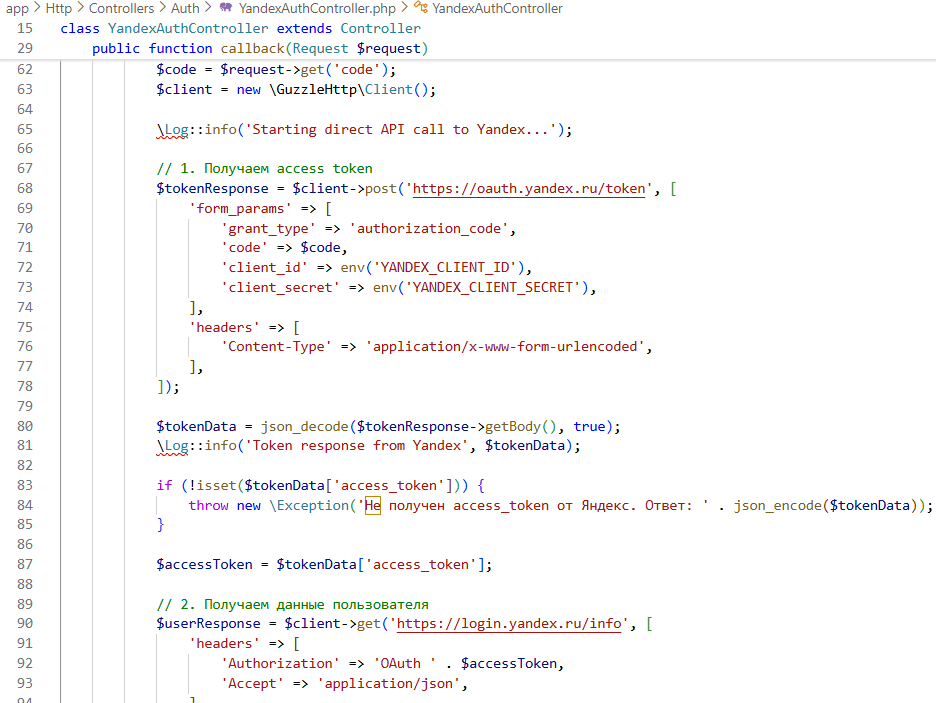 app > Http > Controllers > Auth > YandexAuthController.php > YandexAuthController
15 class YandexAuthController extends Controller
29 public function callback(Request $request)
62 $code = $request->get('code');
63 $client = new \GuzzleHttp\Client();
64
65 \Log::info('Starting direct API call to Yandex...');
66
67 // 1. Получаем access token
68 $tokenResponse = $client->post('https://oauth.yandex.ru/token', [
69 'form_params' => [
70 'grant_type' => 'authorization_code',
71 'code' => $code,
72 'client_id' => env('YANDEX_CLIENT_ID'),
73 'client_secret' => env('YANDEX_CLIENT_SECRET'),
74 ],
75 'headers' => [
76 'Content-Type' => 'application/x-www-form-urlencoded',
77 ],
78 ]);
79
80 $tokenData = json_decode($tokenResponse->getBody(), true);
81 \Log::info('Token response from Yandex', $tokenData);
82
83 if (!isset($tokenData['access_token'])) {
84 throw new \Exception('Не получен access_token от Яндекс. Ответ: ' . json_encode($tokenData));
85 }
86
87 $accessToken = $tokenData['access_token'];
88
89 // 2. Получаем данные пользователя
90 $userResponse = $client->get('https://login.yandex.ru/info', [
91 'headers' => [
92 'Authorization' => 'OAuth ' . $accessToken,
93 'Accept' => 'application/json',
94